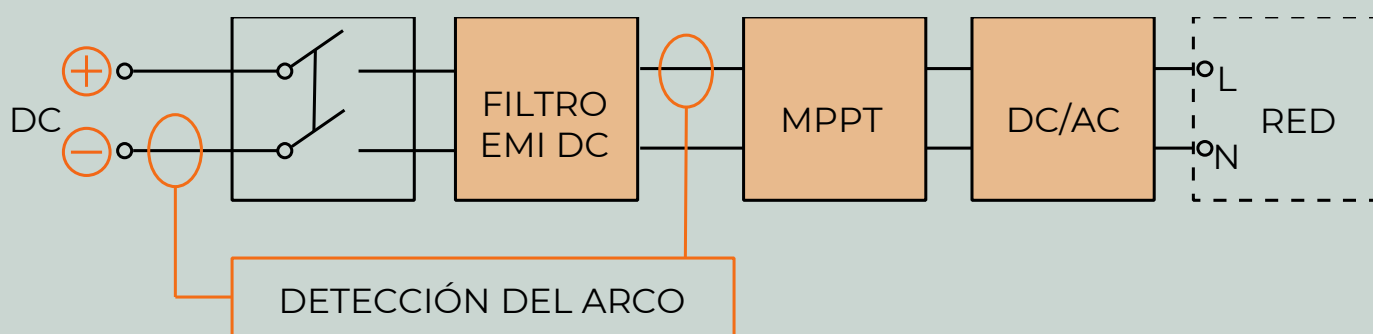 DC
FILTRO
EMI DC
MPPT
DC/AC
L
N
RED
DETECCIÓN DEL ARCO